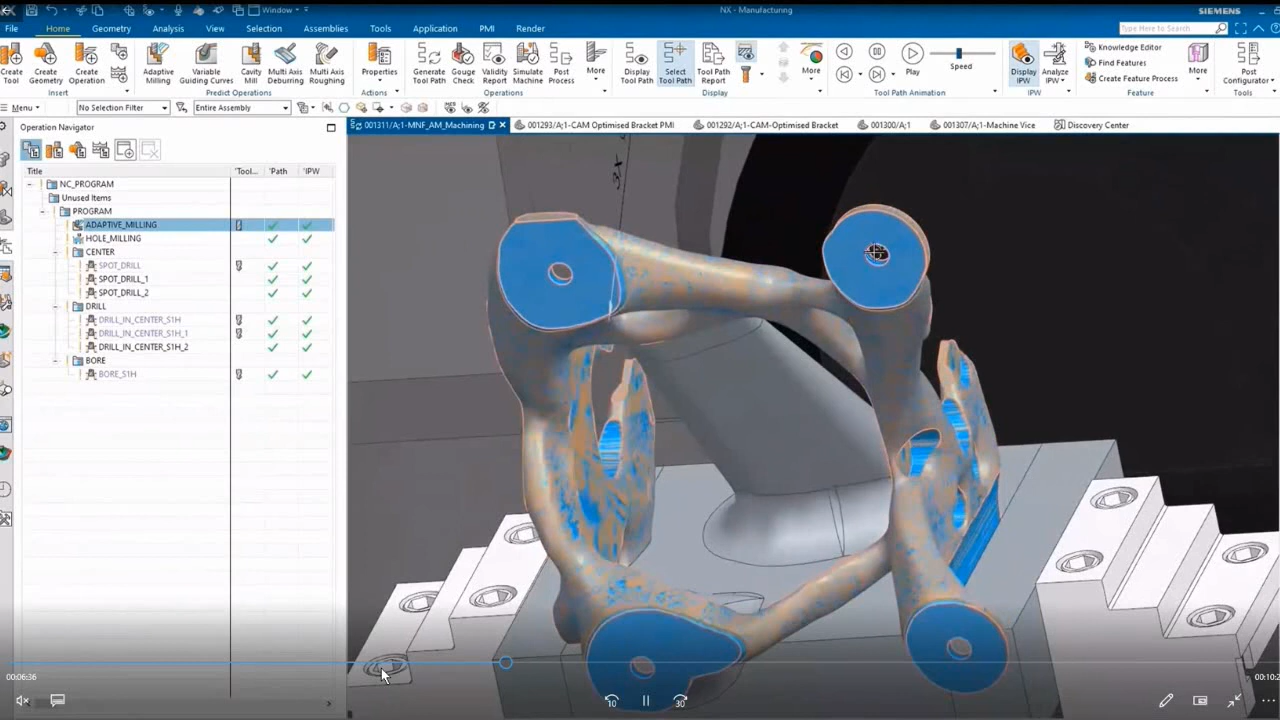 Window
NX - Manufacturing
SIEMENS
File Home Geometry Analysis View Selection Assemblies Tools Application PMI Render
Type Here to Search
Create Tool
Create Geometry
Create Operation
Adaptive Milling
Variable Guiding Curves
Cavity Mill
Multi Axis Deburring
Multi Axis Roughing
Properties
Generate Tool Path
Gouge Check
Validity Report
Simulate Machine
Post Process
More
Display Tool Path
Select Tool Path
Tool Path Report
More
Play
Speed
Display IPW
Analyze IPW
Knowledge Editor
Find Features
Create Feature Process
More
Post Configurator
Insert
Predict Operations
Actions
Operations
Display
Tool Path Animation
IPW
Feature
Tools
Menu
No Selection Filter
Entire Assembly
Operation Navigator
001311/A;1-MNF_AM_Machining
001293/A;1-CAM Optimised Bracket PMI
001292/A;1-CAM-Optimised Bracket
001300/A;1
001307/A;1-Machine Vice
Discovery Center
Title 'Tool... 'Path 'IPW
NC_PROGRAM
Unused Items
PROGRAM
ADAPTIVE_MILLING
HOLE_MILLING
CENTER
SPOT_DRILL
SPOT_DRILL_1
SPOT_DRILL_2
DRILL
DRILL_IN_CENTER_S1H
DRILL_IN_CENTER_S1H_1
DRILL_IN_CENTER_S1H_2
BORE
BORE_S1H
00:06:36
10
30